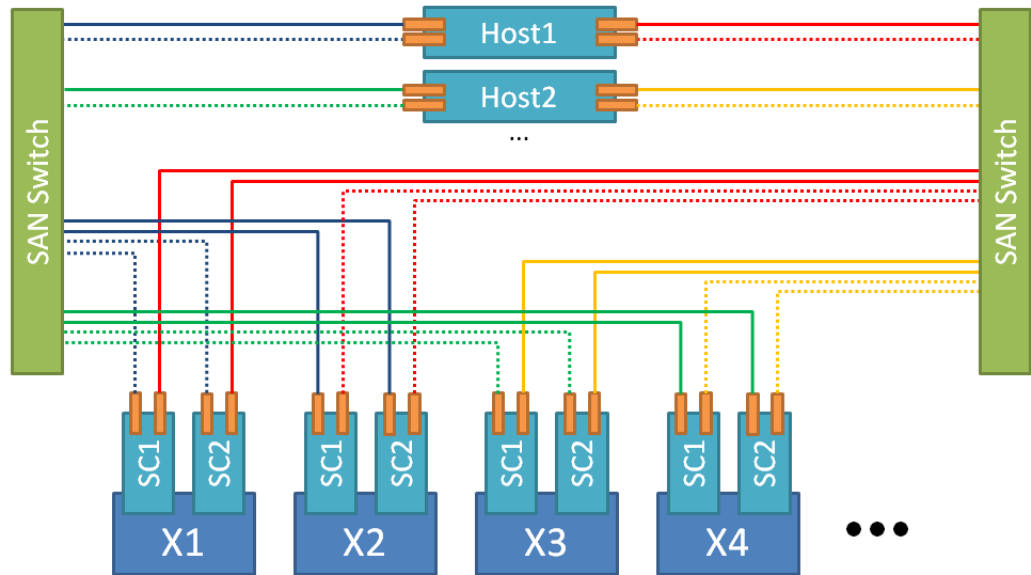 Host1
Host2
...
SAN Switch
SAN Switch
SC1
SC2
SC1
SC2
SC1
SC2
SC1
SC2
X1
X2
X3
X4
●●●